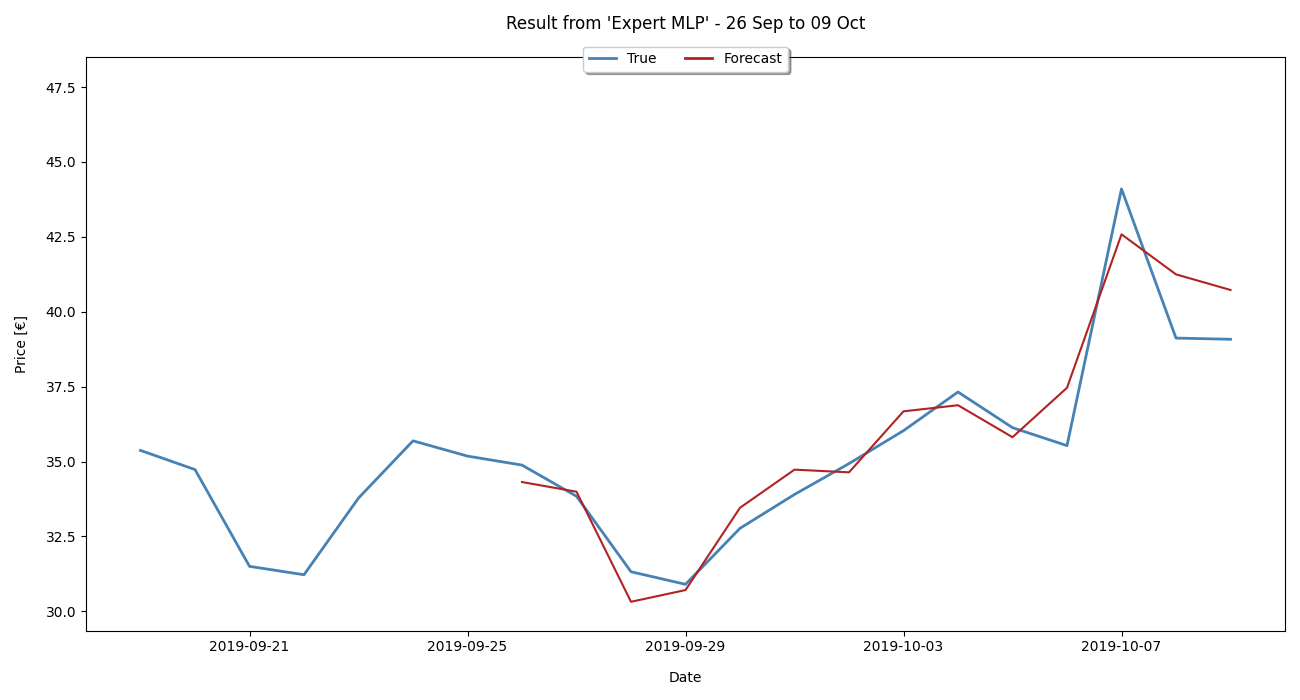 Result from 'Expert MLP' - 26 Sep to 09 Oct
True
Forecast
47.5
45.0
42.5
40.0
37.5
35.0
32.5
30.0
Price [€]
2019-09-21
2019-09-25
2019-09-29
2019-10-03
2019-10-07
Date